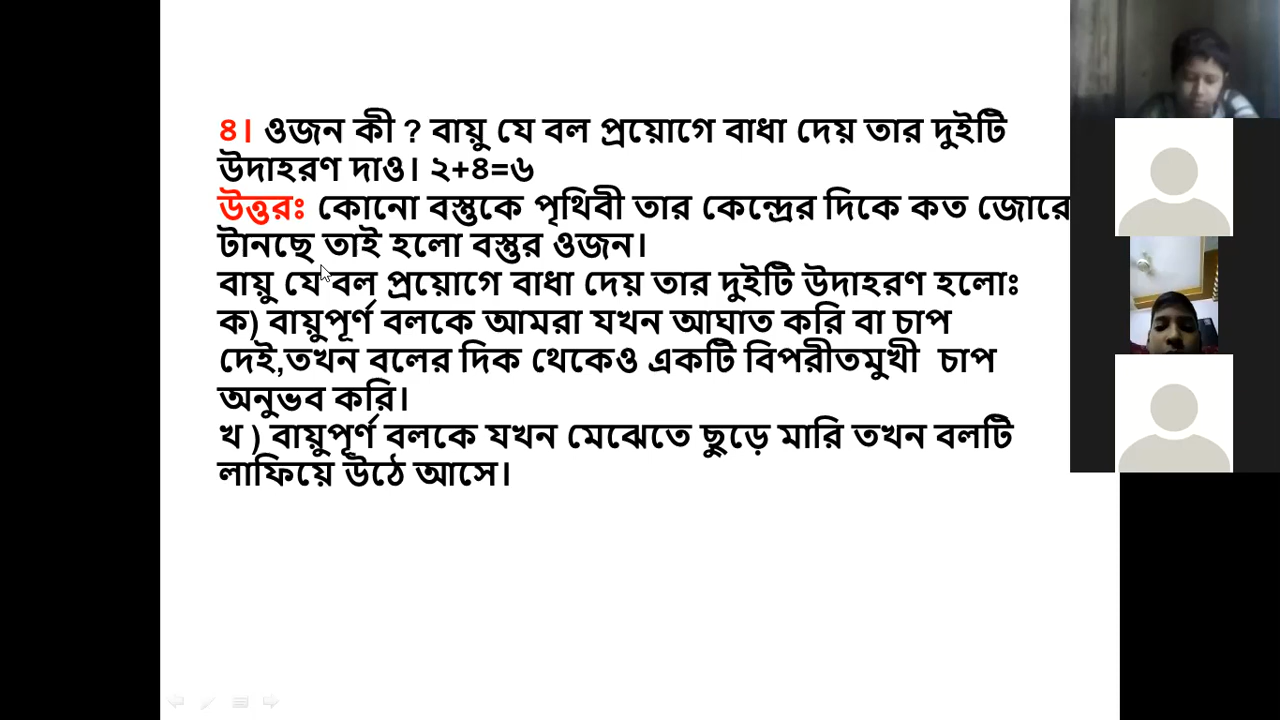 ৪। ওজন কী ? বায়ু যে বল প্রয়োগে বাধা দেয় তার দুইটি
উদাহরণ দাও। ২+৪=৬
উত্তরঃ কোনো বস্তুকে পৃথিবী তার কেন্দ্রের দিকে কত জোরে
টানছে তাই হলো বস্তুর ওজন।
বায়ু যে বল প্রয়োগে বাধা দেয় তার দুইটি উদাহরণ হলোঃ
ক) বায়ুপূর্ণ বলকে আমরা যখন আঘাত করি বা চাপ
দেই,তখন বলের দিক থেকেও একটি বিপরীতমুখী চাপ
অনুভব করি।
খ ) বায়ুপূর্ণ বলকে যখন মেঝেতে ছুড়ে মারি তখন বলটি
লাফিয়ে উঠে আসে।